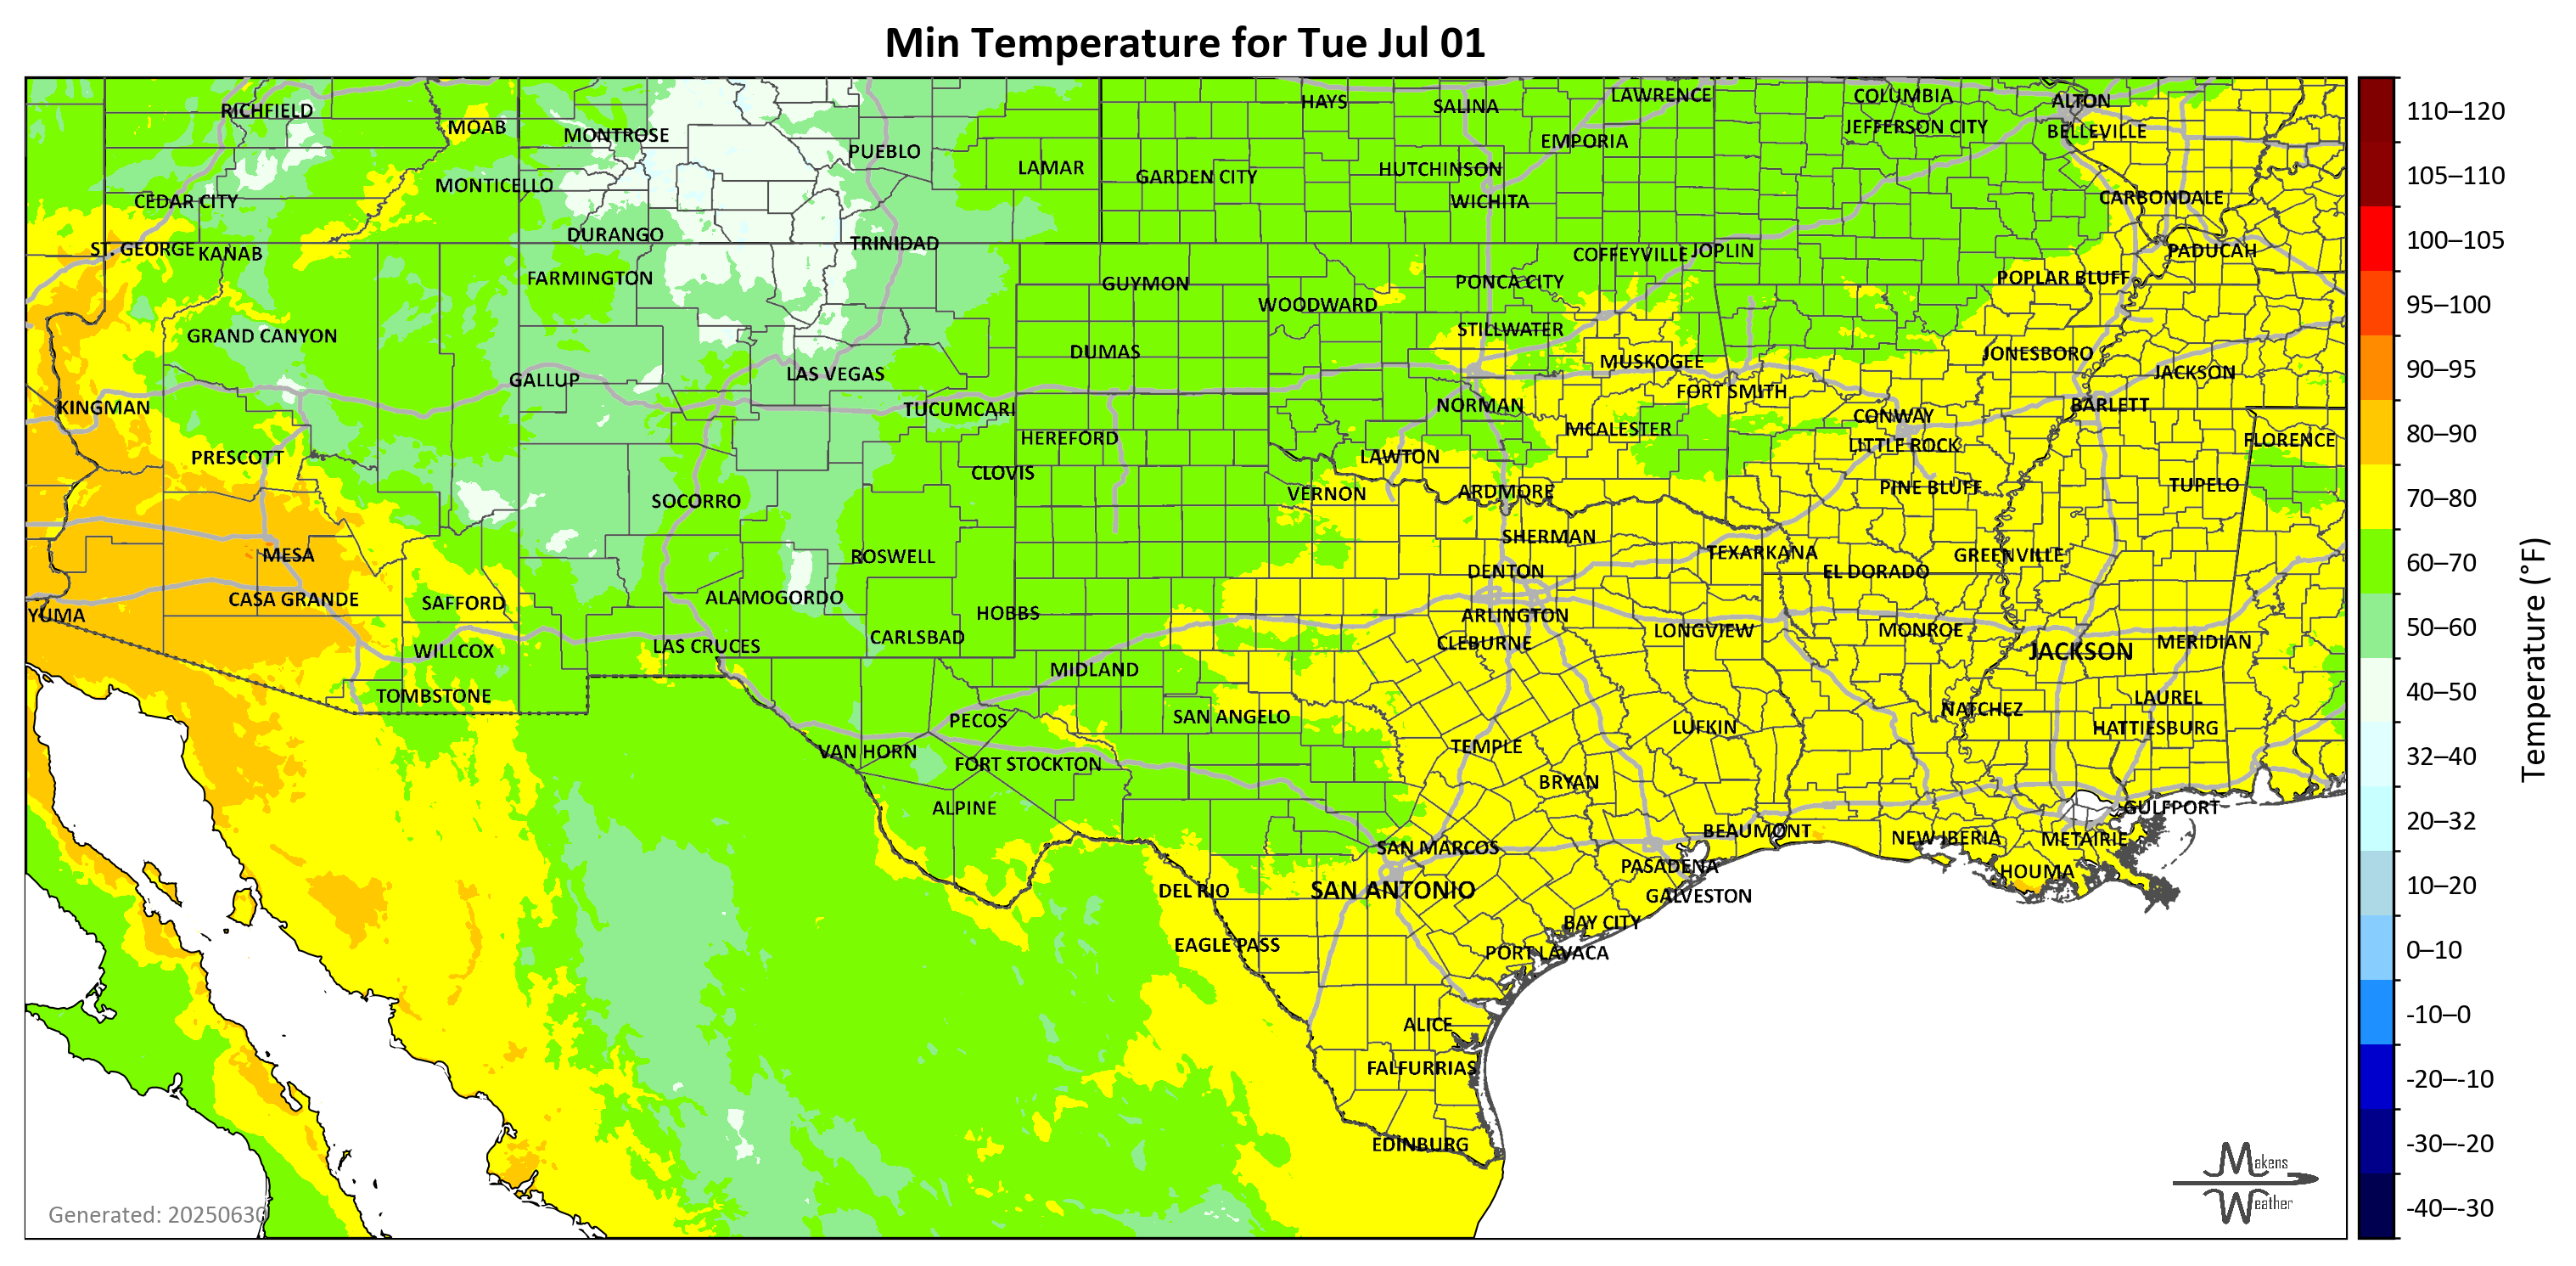 Min Temperature for Tue Jul 01
RICHFIELD
MOAB
MONTROSE
PUEBLO
LAMAR
HAYS
SALINA
LAWRENCE
COLUMBIA
ALTON
JEFFERSON CITY
BELLEVILLE
EMPORIA
GARDEN CITY
HUTCHINSON
WICHITA
MONTICELLO
CEDAR CITY
CARBONDALE
DURANGO
TRINIDAD
ST. GEORGE
KANAB
COFFEYVILLE
JOPLIN
PADUCAH
FARMINGTON
GUYMON
PONCA CITY
POPLAR BLUFF
WOODWARD
GRAND CANYON
STILLWATER
DUMAS
MUSKOGEE
JONESBORO
JACKSON
GALLUP
LAS VEGAS
FORT SMITH
KINGMAN
TUCUMCARI
NORMAN
CONWAY
BARLETT
MCALESTER
HEREFORD
LITTLE ROCK
FLORENCE
PRESCOTT
CLOVIS
LAWTON
SOCORRO
VERNON
ARDMORE
PINE BLUFF
TUPELO
MESA
ROSWELL
SHERMAN
TEXARKANA
GREENVILLE
DENTON
EL DORADO
CASA GRANDE
SAFFORD
ALAMOGORDO
HOBBS
ARLINGTON
YUMA
CARLSBAD
CLEBURNE
LONGVIEW
MONROE
MERIDIAN
WILLCOX
LAS CRUCES
MIDLAND
JACKSON
TOMBSTONE
LAUREL
PECOS
SAN ANGELO
NATCHEZ
LUFKIN
HATTIESBURG
VAN HORN
FORT STOCKTON
TEMPLE
BRYAN
ALPINE
GULFPORT
BEAUMONT
NEW IBERIA
METAIRIE
SAN MARCOS
PASADENA
HOUMA
DEL RIO
SAN ANTONIO
GALVESTON
BAY CITY
EAGLE PASS
PORT LAVACA
ALICE
FALFURRIAS
EDINBURG
Generated: 20250630
Makens
Weather
110–120
105–110
100–105
95–100
90–95
80–90
70–80
60–70
50–60
40–50
32–40
20–32
10–20
0–10
-10–0
-20–-10
-30–-20
-40–-30
Temperature (°F)